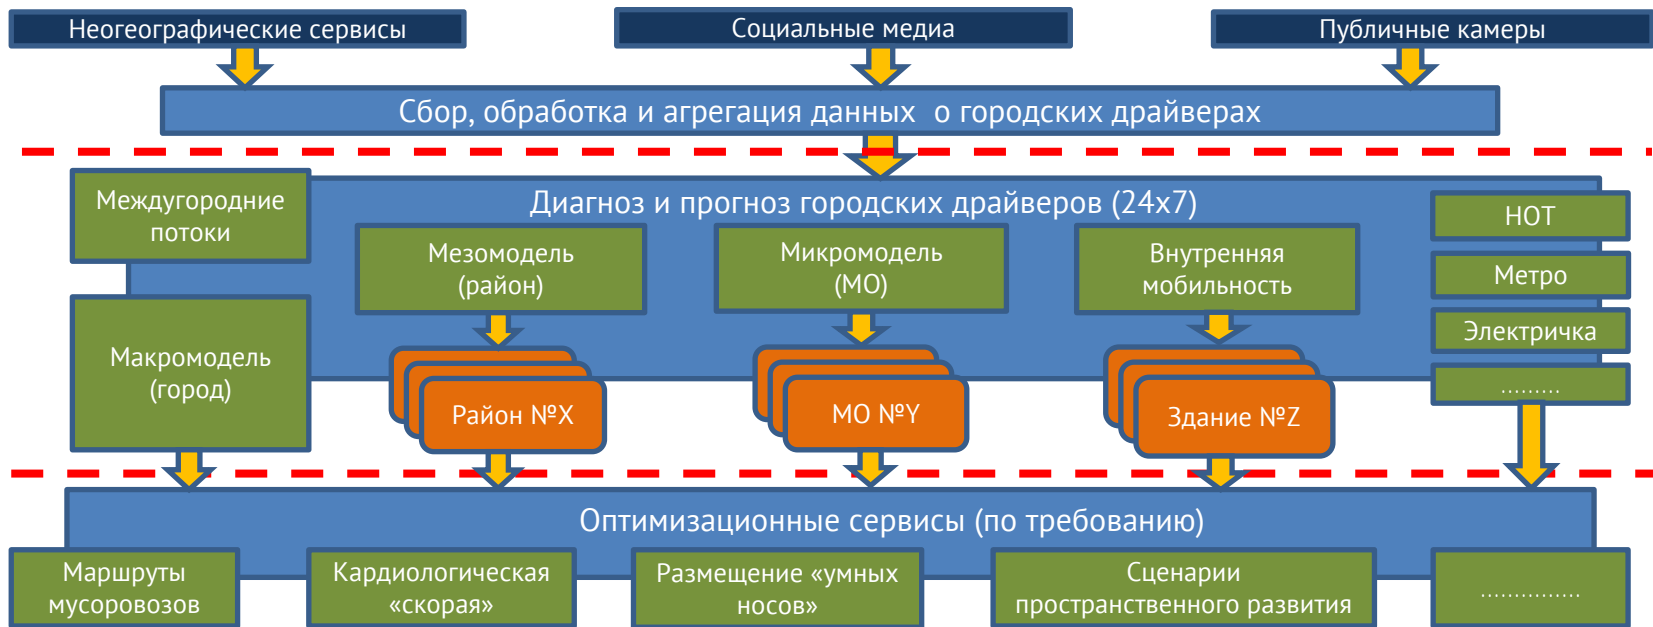 Неогеографические сервисы
Социальные медиа
Публичные камеры
Сбор, обработка и агрегация данных о городских драйверах
Междугородние
потоки
Диагноз и прогноз городских драйверов (24x7)
НОТ
Мезомодель
(район)
Микромодель
(МО)
Внутренняя
мобильность
Метро
Электричка
.........
Макромодель
(город)
Район №X
МО №Y
Здание №Z
Оптимизационные сервисы (по требованию)
Маршруты
мусоровозов
Кардиологическая
«скорая»
Размещение «умных
носов»
Сценарии
пространственного развития
...............